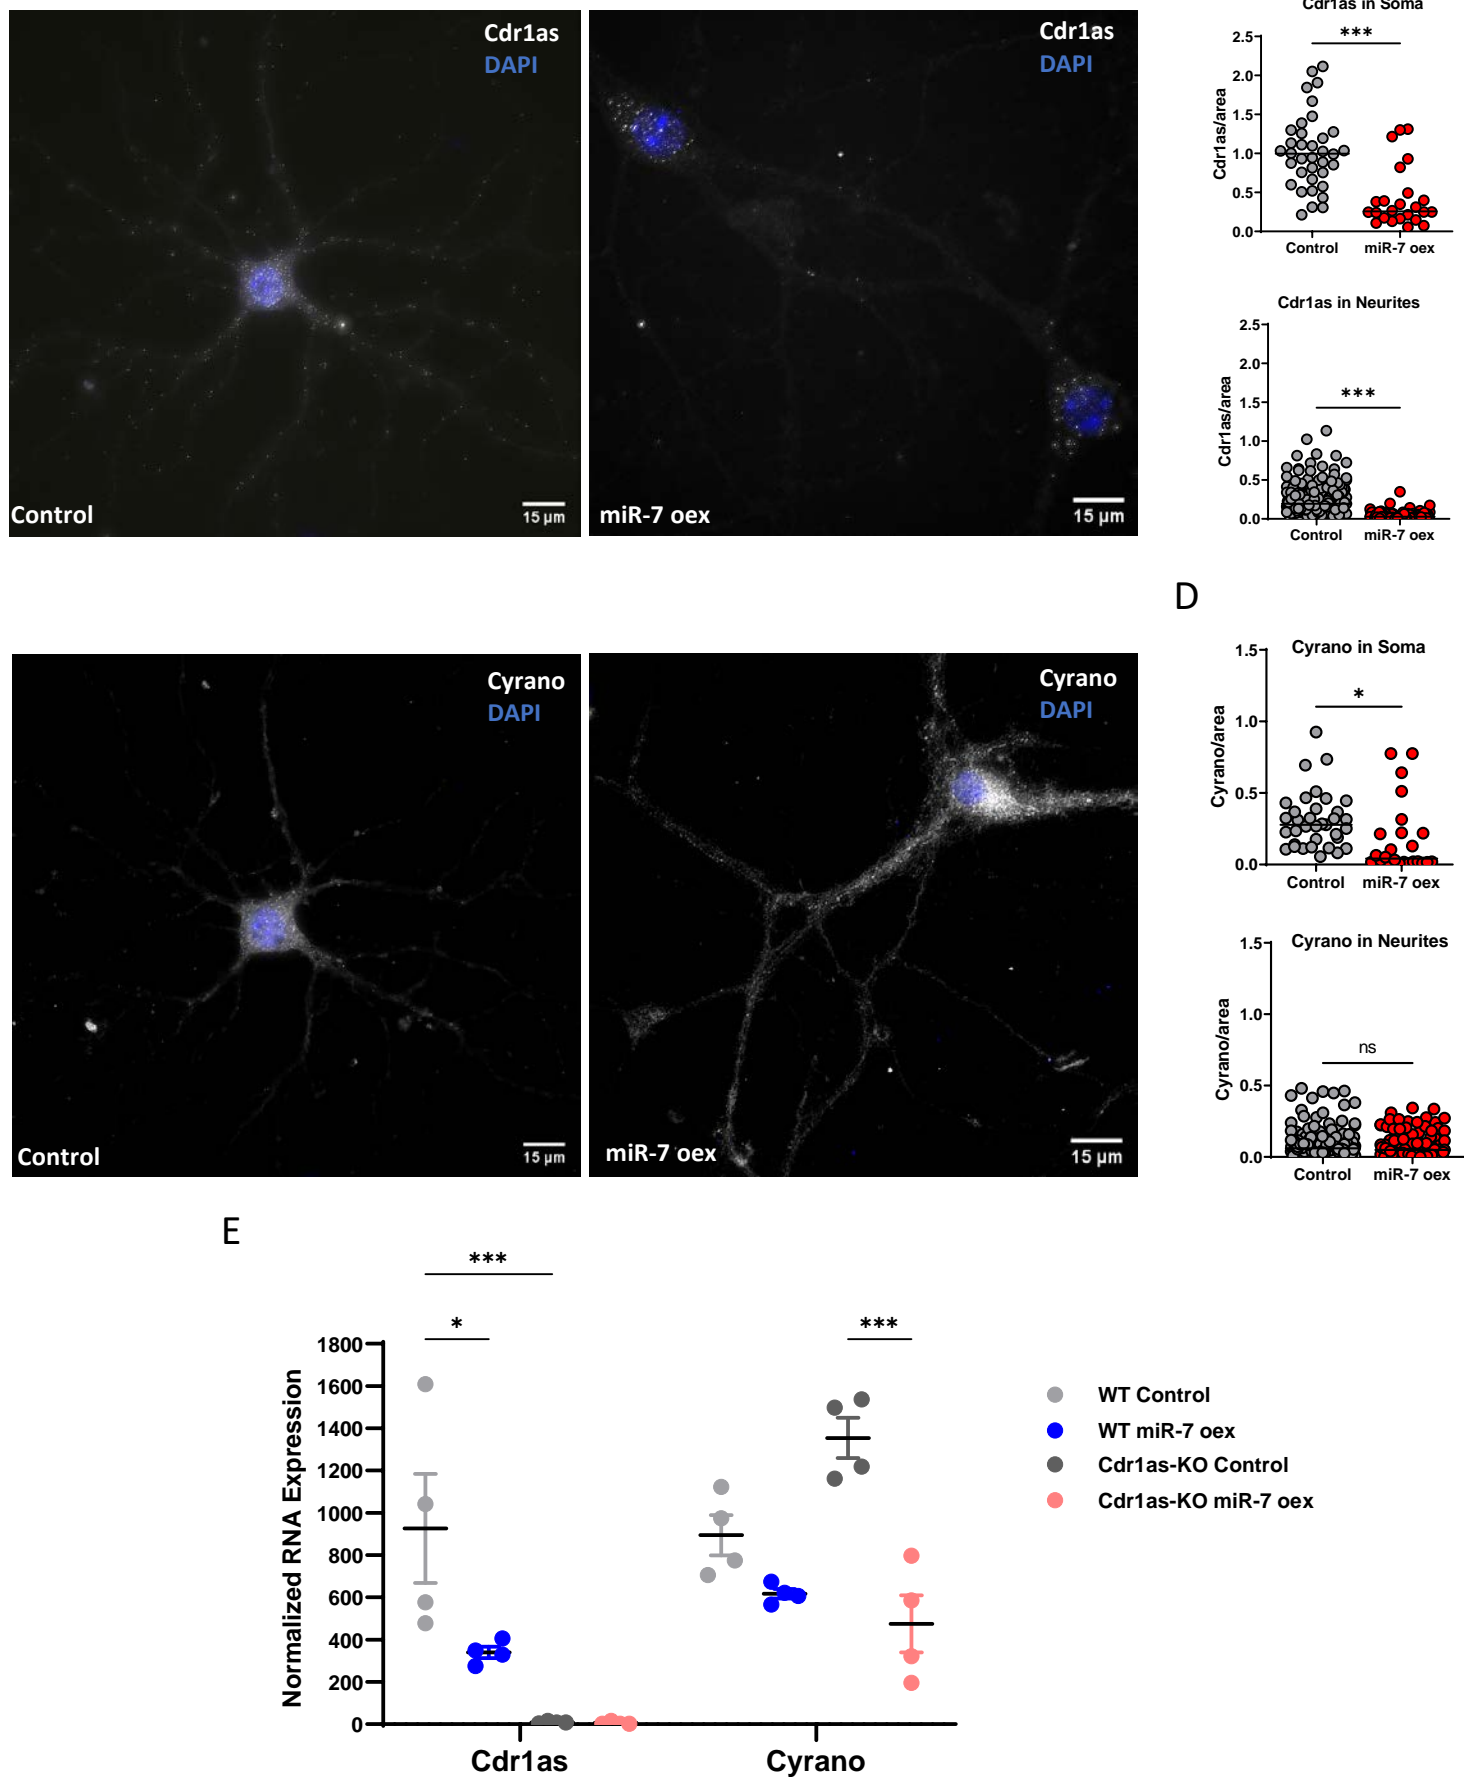 Cdr1as
DAPI
Control
15 µm
Cdr1as
DAPI
miR-7 oex
15 µm
Cdr1as in Soma
***
Cdr1as/area
2.5
2.0
1.5
1.0
0.5
0.0
Control miR-7 oex
Cdr1as in Neurites
***
Cdr1as/area
2.5
2.0
1.5
1.0
0.5
0.0
Control miR-7 oex
D
Cyrano
DAPI
Control
15 µm
Cyrano
DAPI
miR-7 oex
15 µm
Cyrano in Soma
*
Cyrano/area
1.5
1.0
0.5
0.0
Control miR-7 oex
Cyrano in Neurites
ns
Cyrano/area
1.5
1.0
0.5
0.0
Control miR-7 oex
E
***
*
***
Normalized RNA Expression
1800
1600
1400
1200
1000
800
600
400
200
0
Cdr1as Cyrano
WT Control
WT miR-7 oex
Cdr1as-KO Control
Cdr1as-KO miR-7 oex